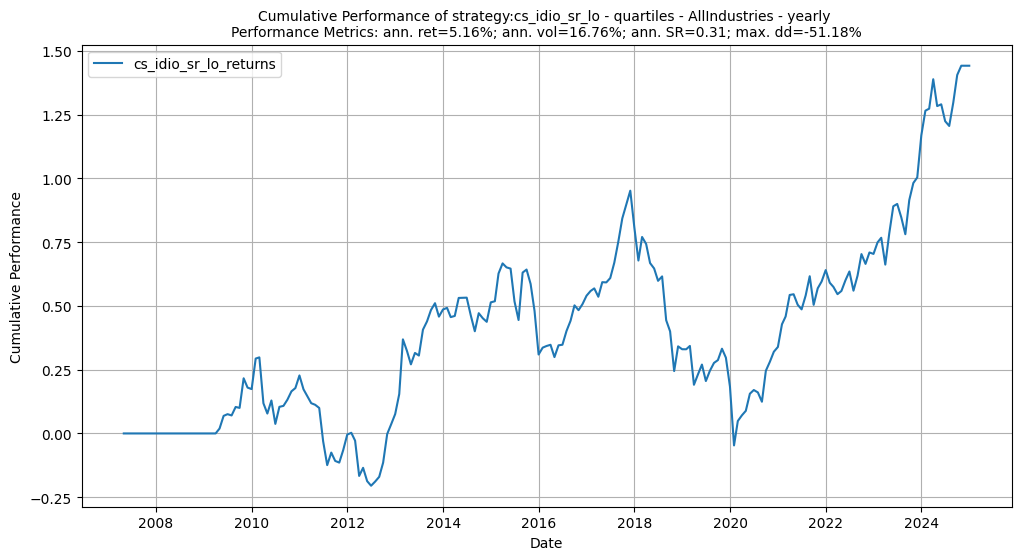 Cumulative Performance of strategy:cs_idio_sr_lo - quartiles - AllIndustries - yearly
Performance Metrics: ann. ret=5.16%; ann. vol=16.76%; ann. SR=0.31; max. dd=-51.18%
cs_idio_sr_lo_returns
Cumulative Performance
1.50
1.25
1.00
0.75
0.50
0.25
0.00
−0.25
2008 2010 2012 2014 2016 2018 2020 2022 2024
Date